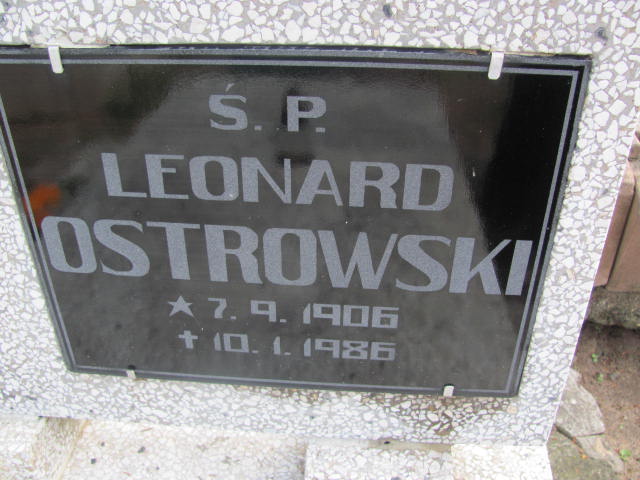 Ś. P.
LEONARD
OSTROWSKI
★ 7. 9. 1906
✝ 10. 1. 1986